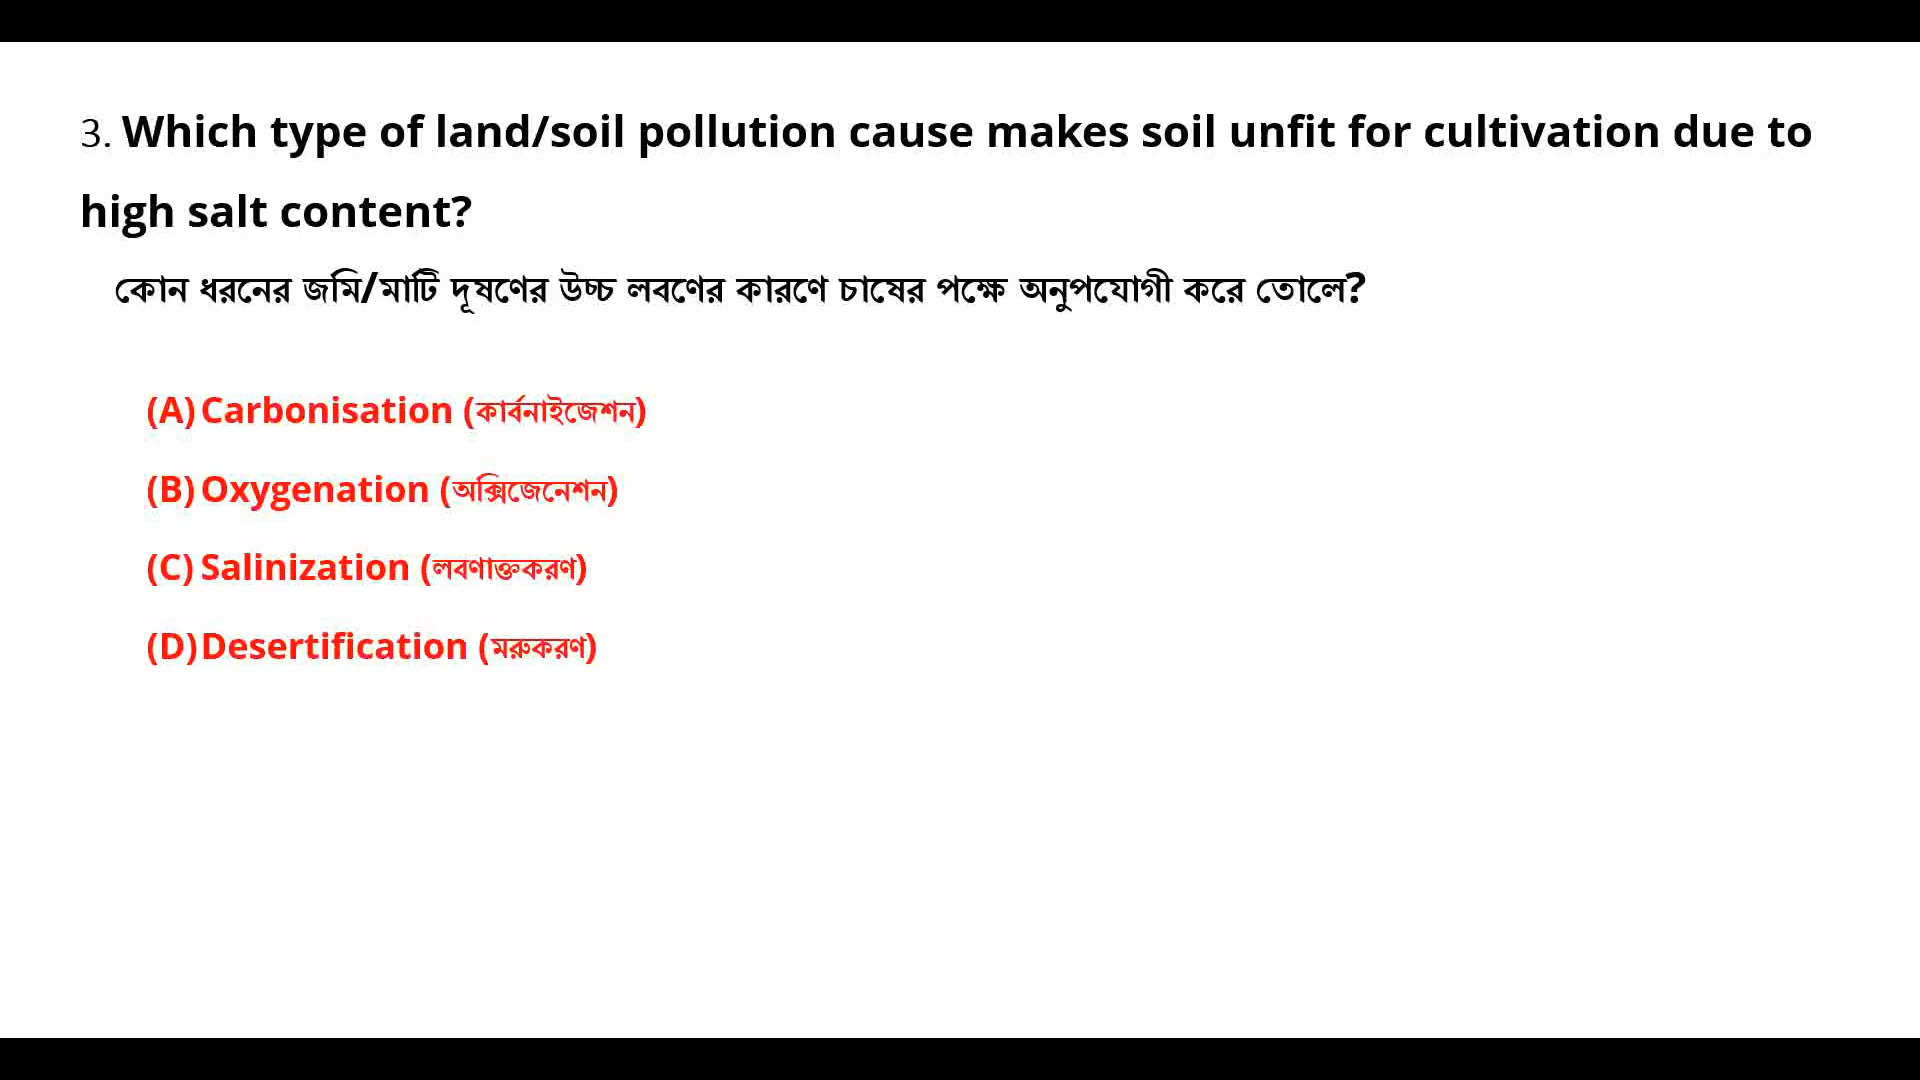 3. Which type of land/soil pollution cause makes soil unfit for cultivation due to
high salt content?
কোন ধরনের জমি/মাটি দূষণের উচ্চ লবণের কারণে চাষের পক্ষে অনুপযোগী করে তোলে?
(A) Carbonisation (কার্বনাইজেশন)
(B) Oxygenation (অক্সিজেনেশন)
(C) Salinization (লবণাক্তকরণ)
(D) Desertification (মরুকরণ)